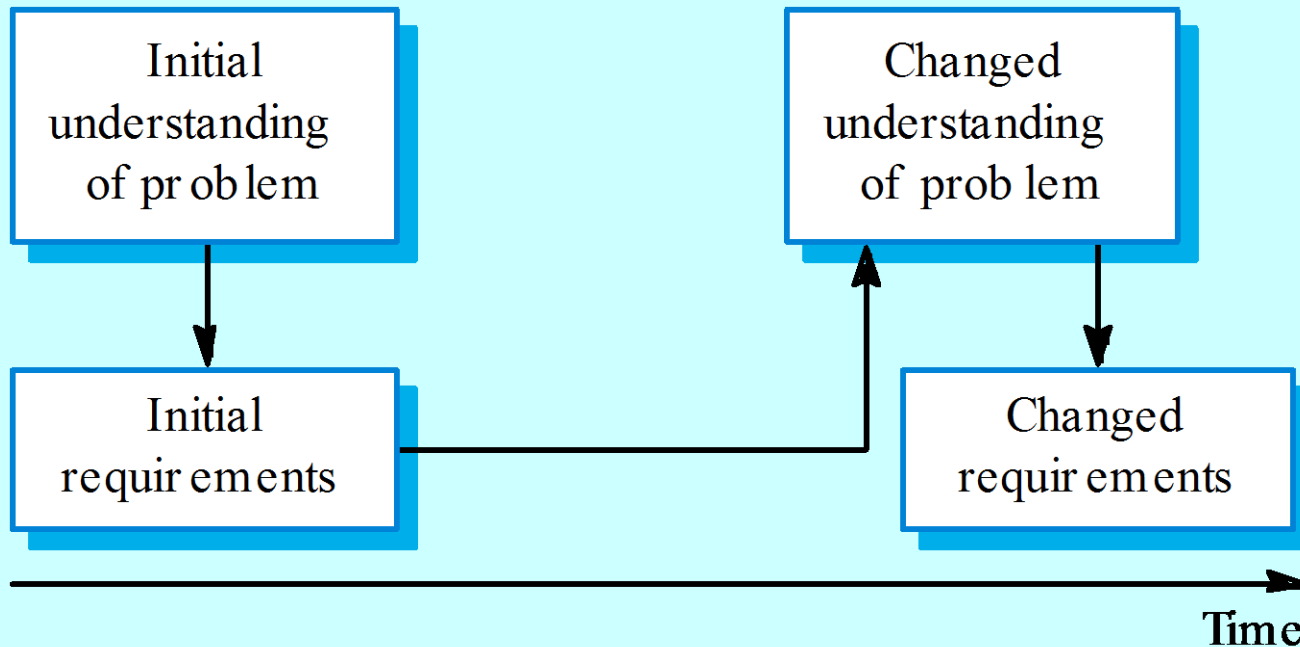 Initial
understanding
of problem
Changed
understanding
of problem
Initial
requirements
Changed
requirements
Time